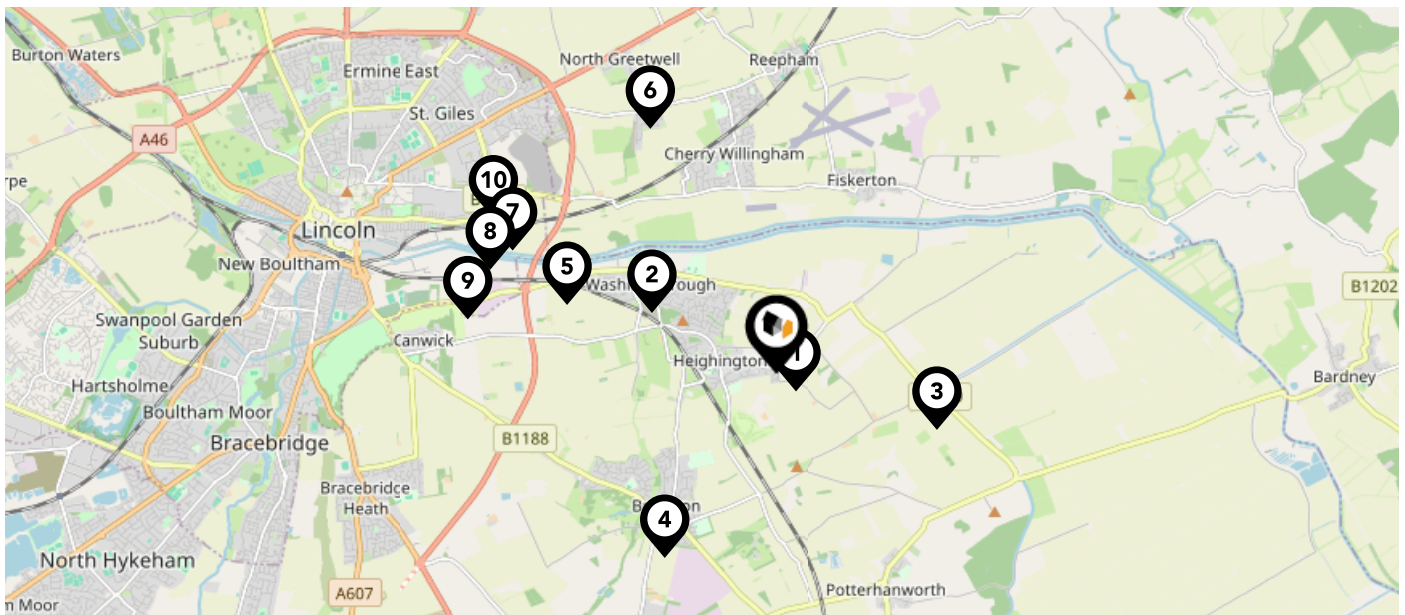 Burton Waters
North Greetwell
Reepham
Ermine East
6
St. Giles
A46
Cherry Willingham
10
Fiskerton
7
8
Lincoln
New Boultham
5
2
9
B1202
Swanpool Garden
Suburb
Canwick
1
Heighington
Bardney
Hartsholme
3
Boultham Moor
Bracebridge
B1188
Bracebridge
Heath
4
North Hykeham
A607
Potterhanworth
Moor